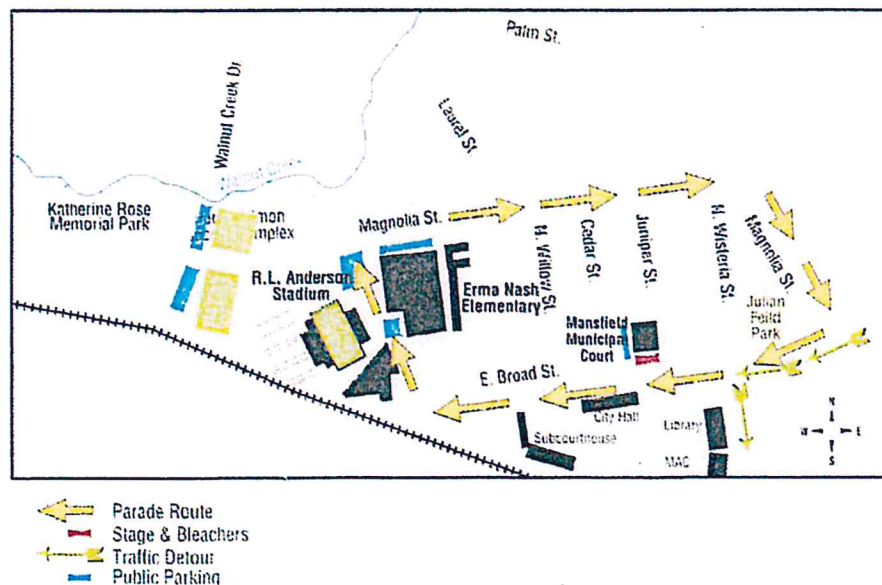 Palm St.
Laurel St.
Walnut Creek Dr
Katherine Rose
Memorial Park
Magnolia St.
R.L. Anderson
Stadium
Erma Nash
Elementary
N. Willow St.
Cedar St.
Juniper St.
N. Wisteria St.
Magnolia St.
Julian
Feild
Park
Mansfield
Municipal
Court
E. Broad St.
City Hall
Subcourthouse
Library
MAC
N
W
E
S
Parade Route
Stage & Bleachers
Traffic Detour
Public Parking